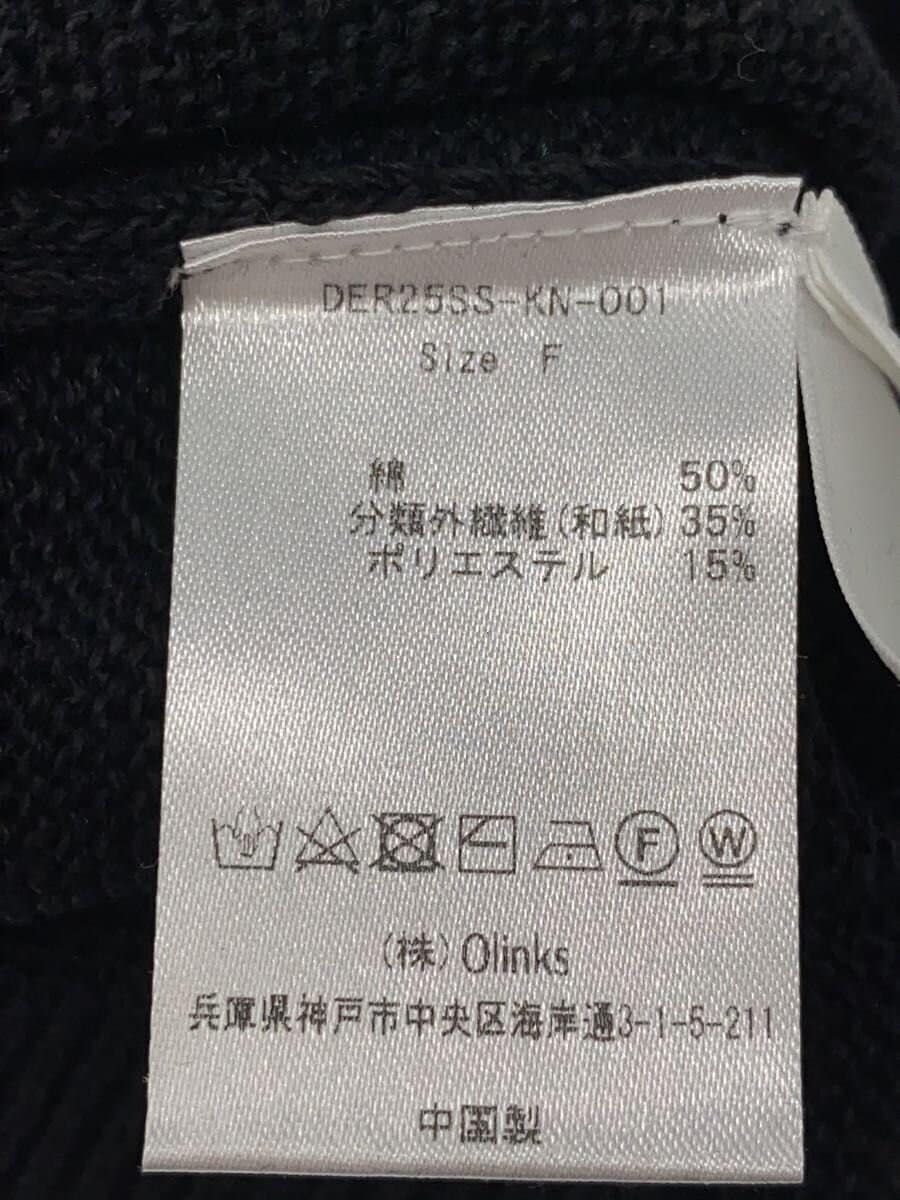 DER25SS-KN-001
Size F
綿 50%
分類外繊維(和紙) 35%
ポリエステル 15%
F W
(株) Olinks
兵庫県神戸市中央区海岸通3-1-5-211
中国製